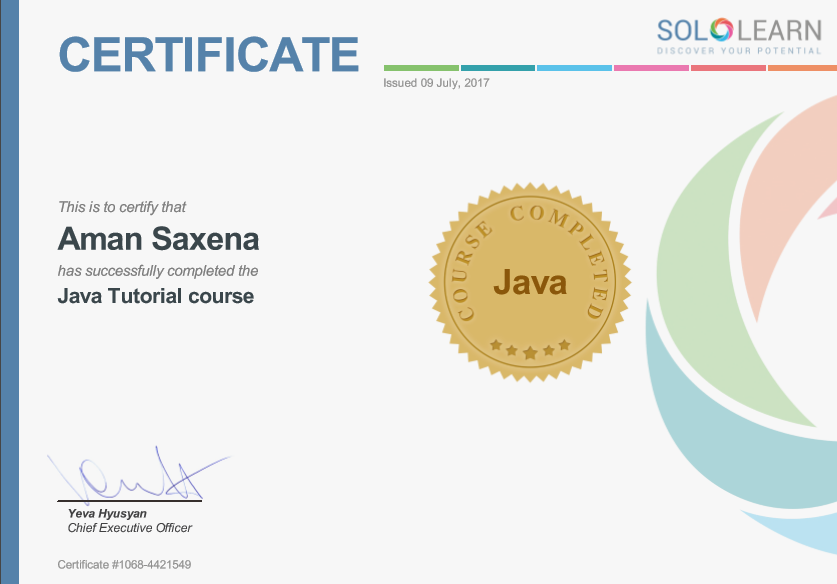 CERTIFICATE
SOLOLEARN
DISCOVER YOUR POTENTIAL
Issued 09 July, 2017
This is to certify that
Aman Saxena
has successfully completed the
Java Tutorial course
COURSE COMPLETED
Java
Yeva Hyusyan
Chief Executive Officer
Certificate #1068-4421549